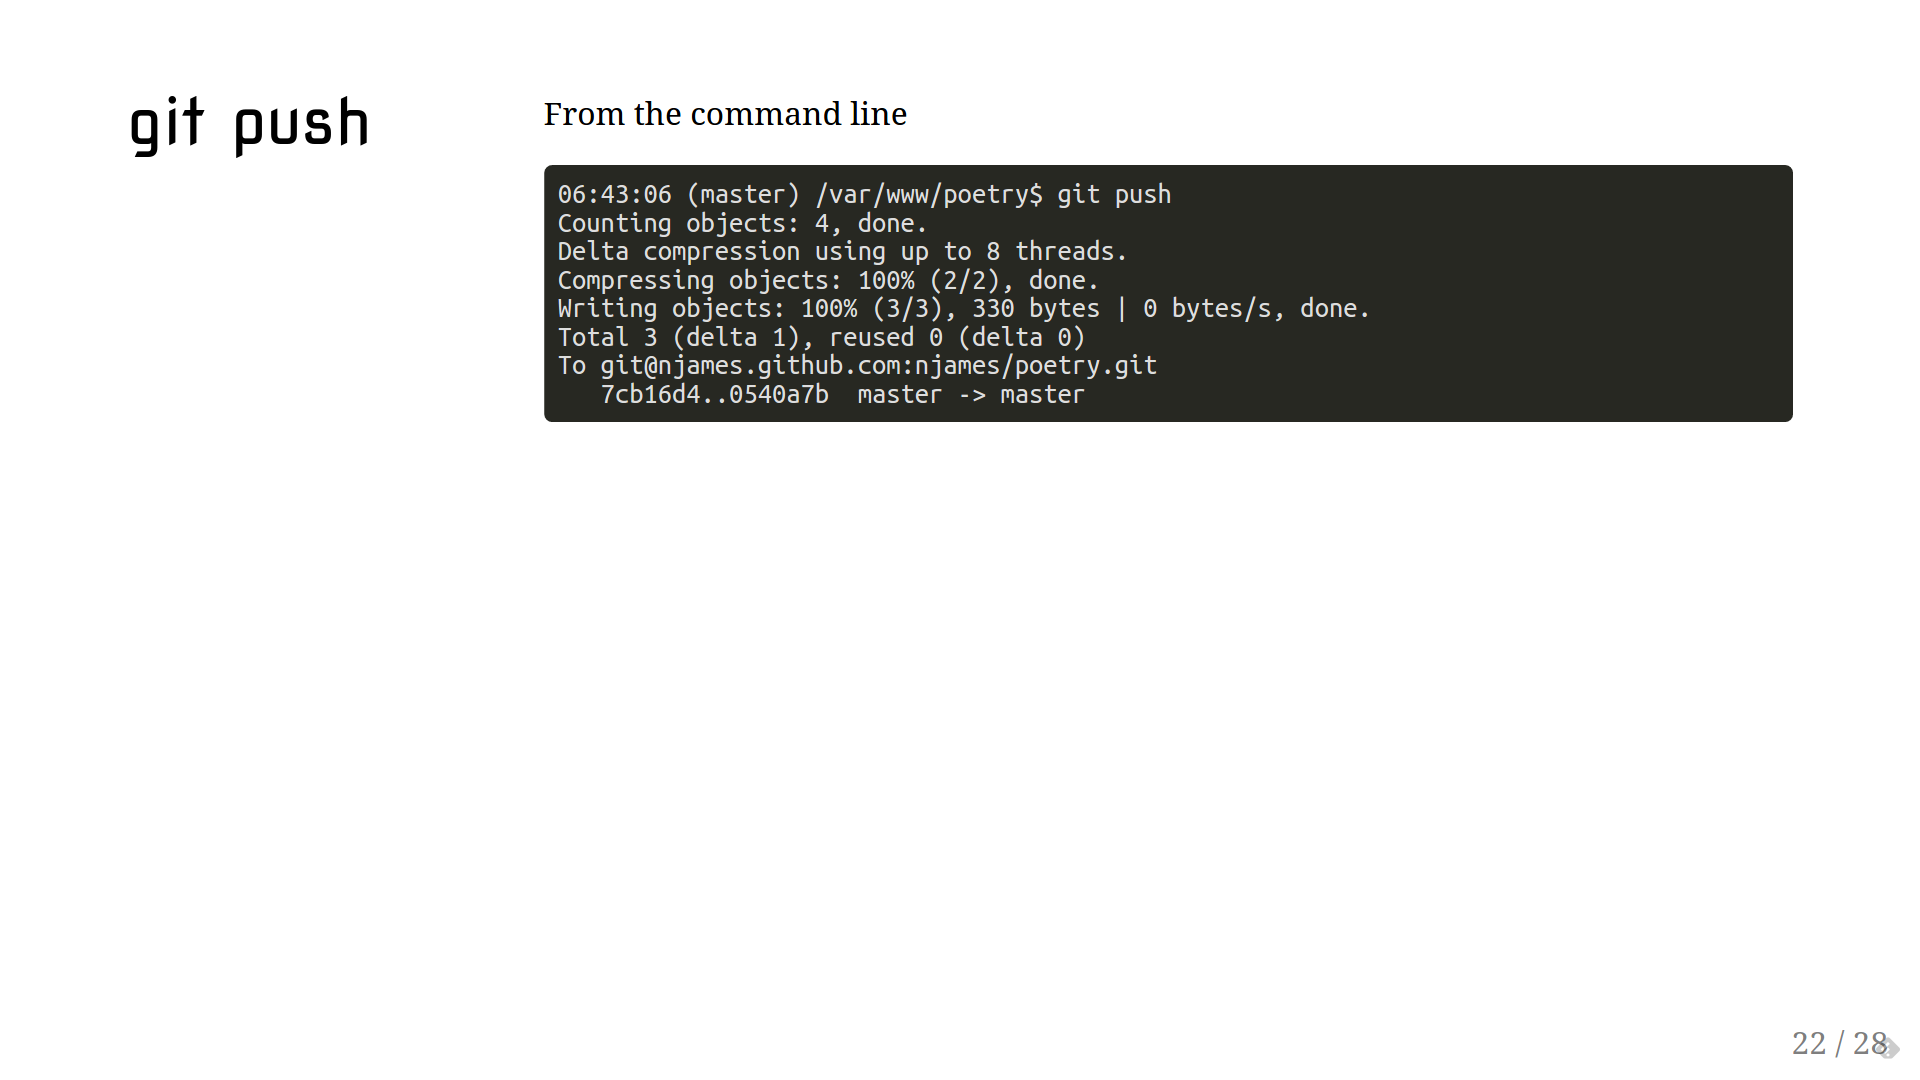 git push
From the command line
06:43:06 (master) /var/www/poetry$ git push
Counting objects: 4, done.
Delta compression using up to 8 threads.
Compressing objects: 100% (2/2), done.
Writing objects: 100% (3/3), 330 bytes | 0 bytes/s, done.
Total 3 (delta 1), reused 0 (delta 0)
To git@njames.github.com:njames/poetry.git
   7cb16d4..0540a7b  master -> master
22 / 28